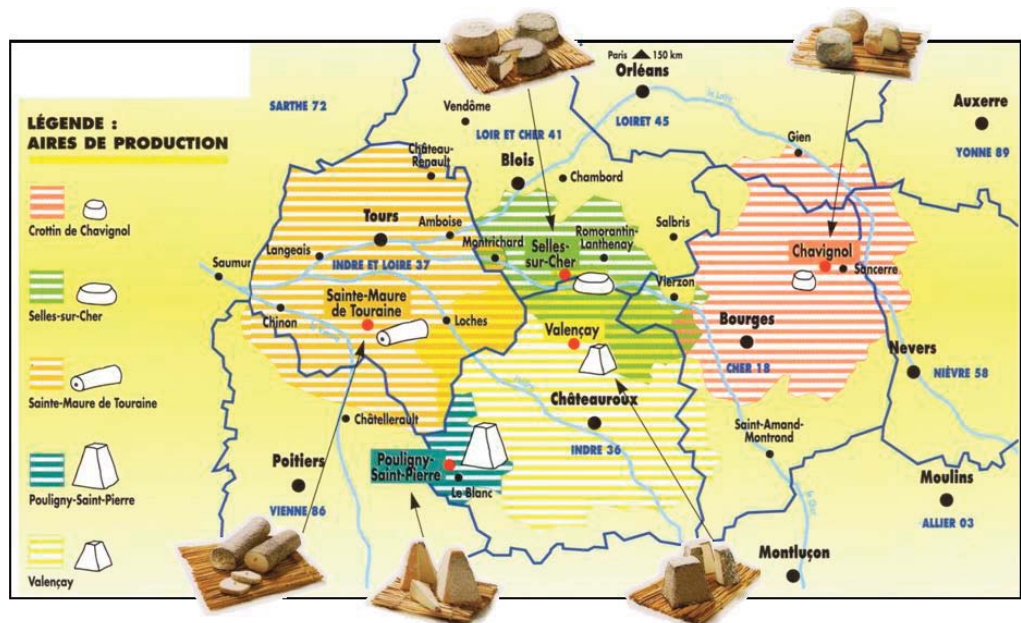 LÉGENDE :
AIRES DE PRODUCTION
Crottin de Chavignol
Selles-sur-Cher
Sainte-Maure de Touraine
Pouligny-Saint-Pierre
Valençay
SARTHE 72
Vendôme
LOIR ET CHER 41
Paris 150 km
Orléans
LOIRET 45
la Loire
Gien
Auxerre
YONNE 89
Château-
Renault
Blois
Chambord
Tours
Amboise
Montrichard
Selles-
sur-Cher
Romorantin-
Lanthenay
Salbris
Chavignol
Sancerre
Langeais
INDRE ET LOIRE 37
Saumur
Vierzon
Sainte-Maure
de Touraine
Chinon
Loches
Valençay
Bourges
CHER 18
Nevers
NIÈVRE 58
Châtellerault
Châteauroux
INDRE 36
Saint-Amand-
Montrond
Poitiers
VIENNE 86
Pouligny-
Saint-Pierre
Le Blanc
Moulins
ALLIER 03
le Cher
Montluçon